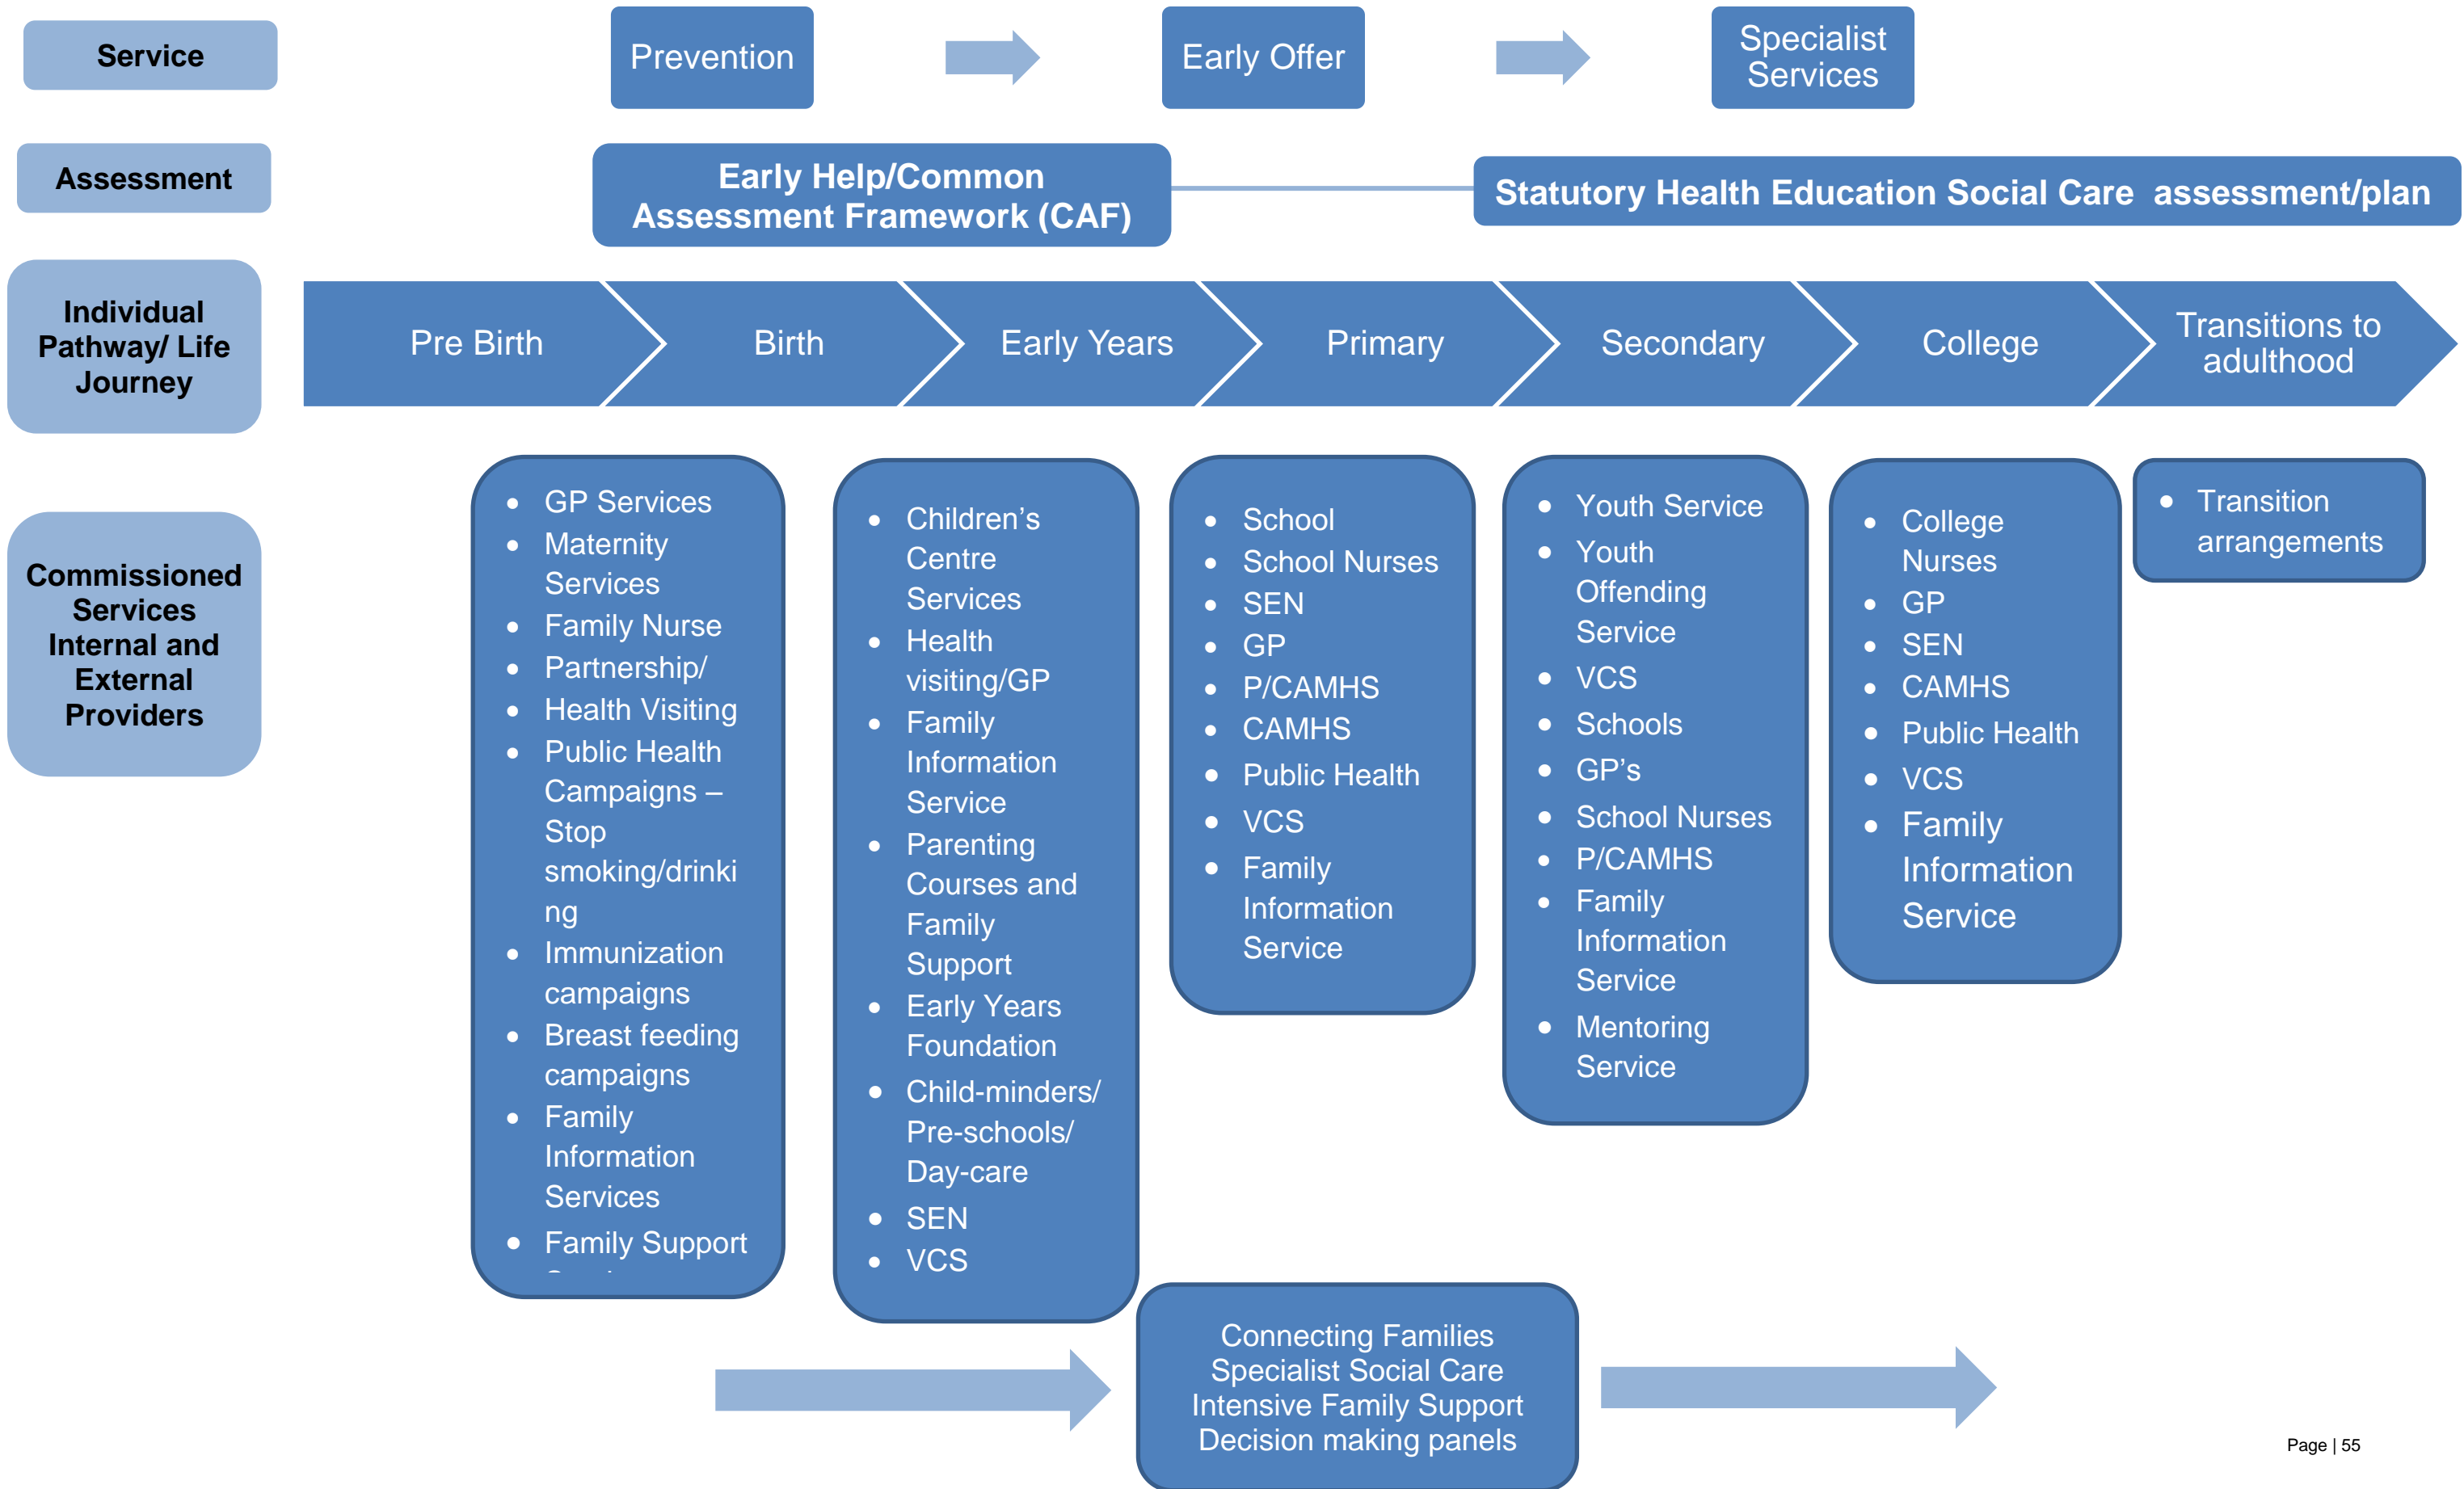 Service
Prevention
Early Offer
Specialist
Services
Assessment
Early Help/Common
Assessment Framework (CAF)
Statutory Health Education Social Care  assessment/plan
Individual
Pathway/ Life
Journey
Pre Birth
Birth
Early Years
Primary
Secondary
College
Transitions to
adulthood
Commissioned
Services
Internal and
External
Providers
• GP Services
• Maternity
Services
• Family Nurse
• Partnership/
• Health Visiting
• Public Health
Campaigns –
Stop
smoking/drinki
ng
• Immunization
campaigns
• Breast feeding
campaigns
• Family
Information
Services
• Family Support
• Children’s
Centre
Services
• Health
visiting/GP
• Family
Information
Service
• Parenting
Courses and
Family
Support
• Early Years
Foundation
• Child-minders/
Pre-schools/
Day-care
• SEN
• VCS
• School
• School Nurses
• SEN
• GP
• P/CAMHS
• CAMHS
• Public Health
• VCS
• Family
Information
Service
• Youth Service
• Youth
Offending
Service
• VCS
• Schools
• GP’s
• School Nurses
• P/CAMHS
• Family
Information
Service
• Mentoring
Service
• College
Nurses
• GP
• SEN
• CAMHS
• Public Health
• VCS
• Family
Information
Service
• Transition
arrangements
Connecting Families
Specialist Social Care
Intensive Family Support
Decision making panels
Page | 55